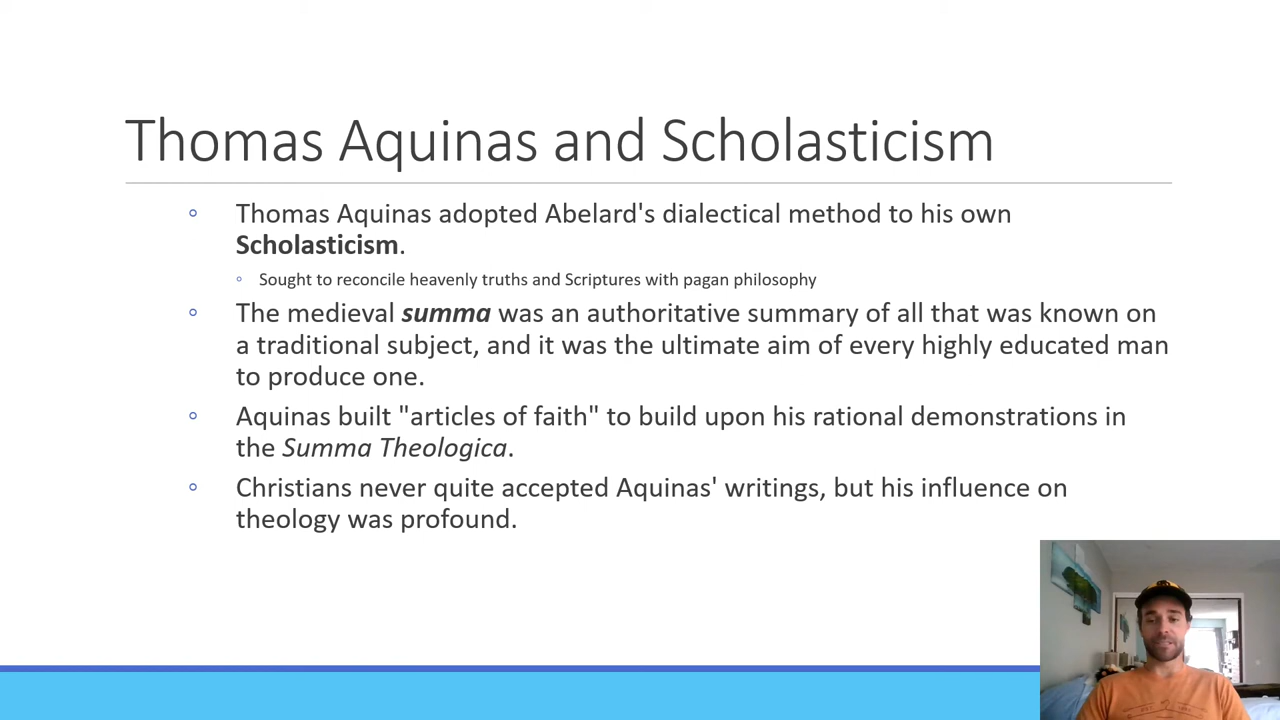 Thomas Aquinas and Scholasticism
◦ Thomas Aquinas adopted Abelard's dialectical method to his own
Scholasticism.
◦ Sought to reconcile heavenly truths and Scriptures with pagan philosophy
◦ The medieval summa was an authoritative summary of all that was known on
a traditional subject, and it was the ultimate aim of every highly educated man
to produce one.
◦ Aquinas built "articles of faith" to build upon his rational demonstrations in
the Summa Theologica.
◦ Christians never quite accepted Aquinas' writings, but his influence on
theology was profound.